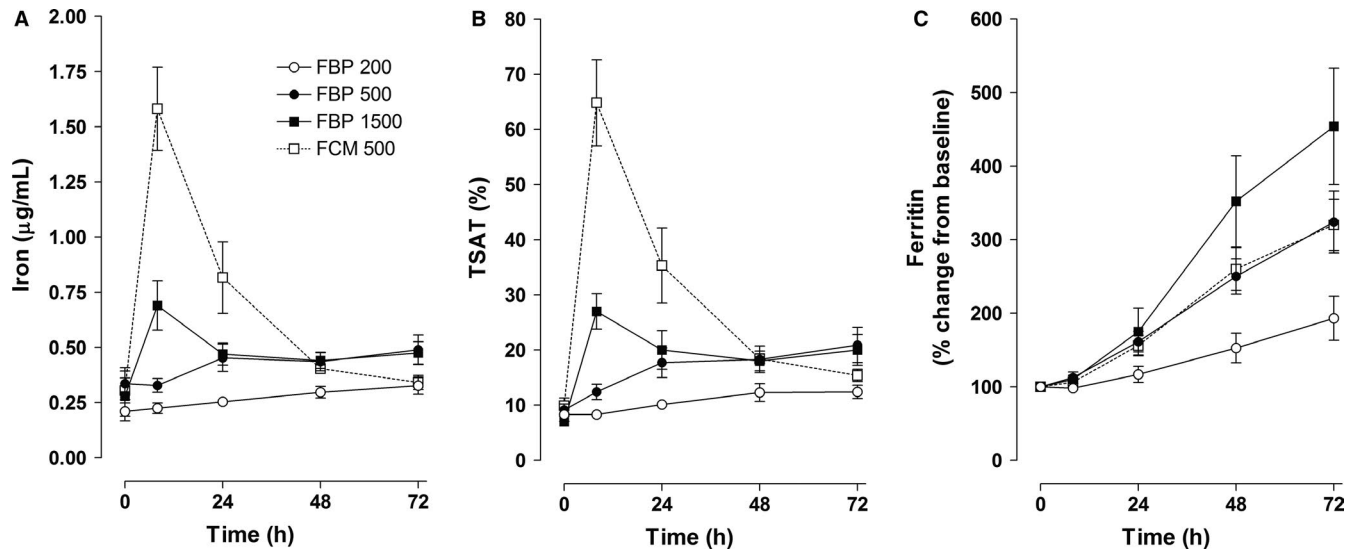 A
2.00
1.75
1.50
1.25
1.00
0.75
0.50
0.25
0.00
Iron (μg/mL)
FBP 200
FBP 500
FBP 1500
FCM 500
0 24 48 72
Time (h)
B
80
70
60
50
40
30
20
10
0
TSAT (%)
0 24 48 72
Time (h)
C
600
500
400
300
200
100
0
Ferritin
(% change from baseline)
0 24 48 72
Time (h)